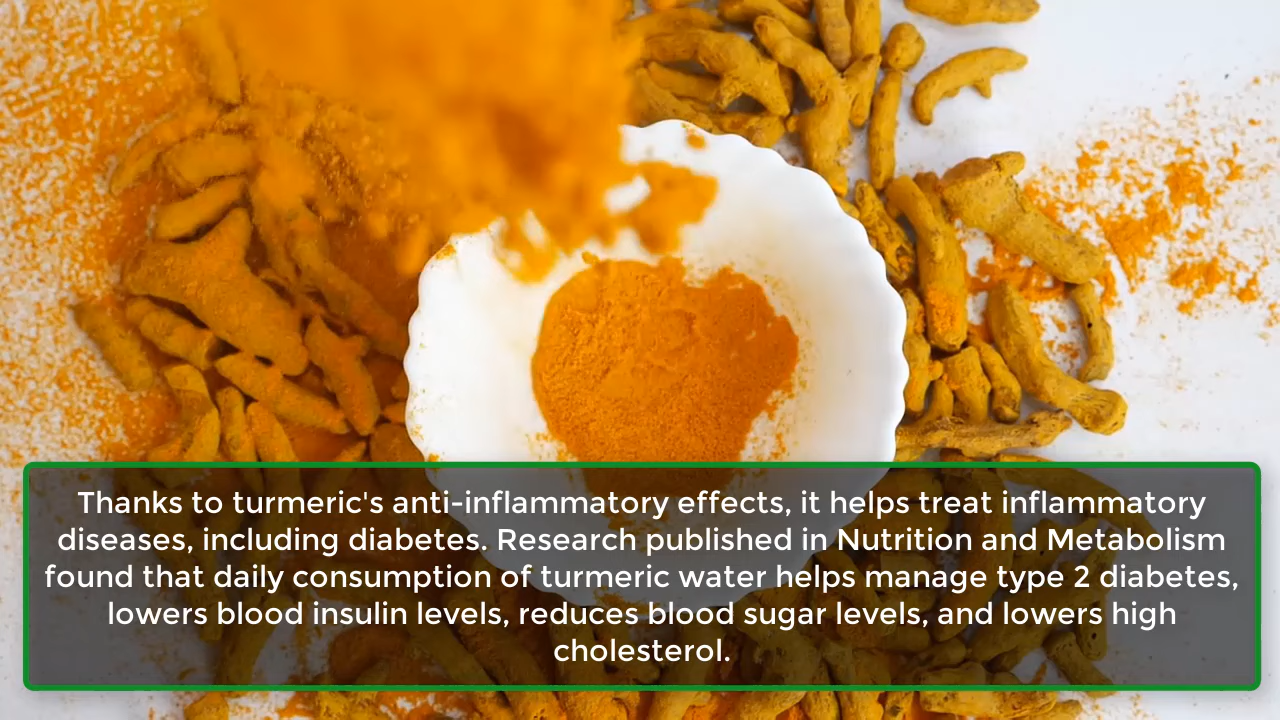 Thanks to turmeric's anti-inflammatory effects, it helps treat inflammatory
diseases, including diabetes. Research published in Nutrition and Metabolism
found that daily consumption of turmeric water helps manage type 2 diabetes,
lowers blood insulin levels, reduces blood sugar levels, and lowers high
cholesterol.